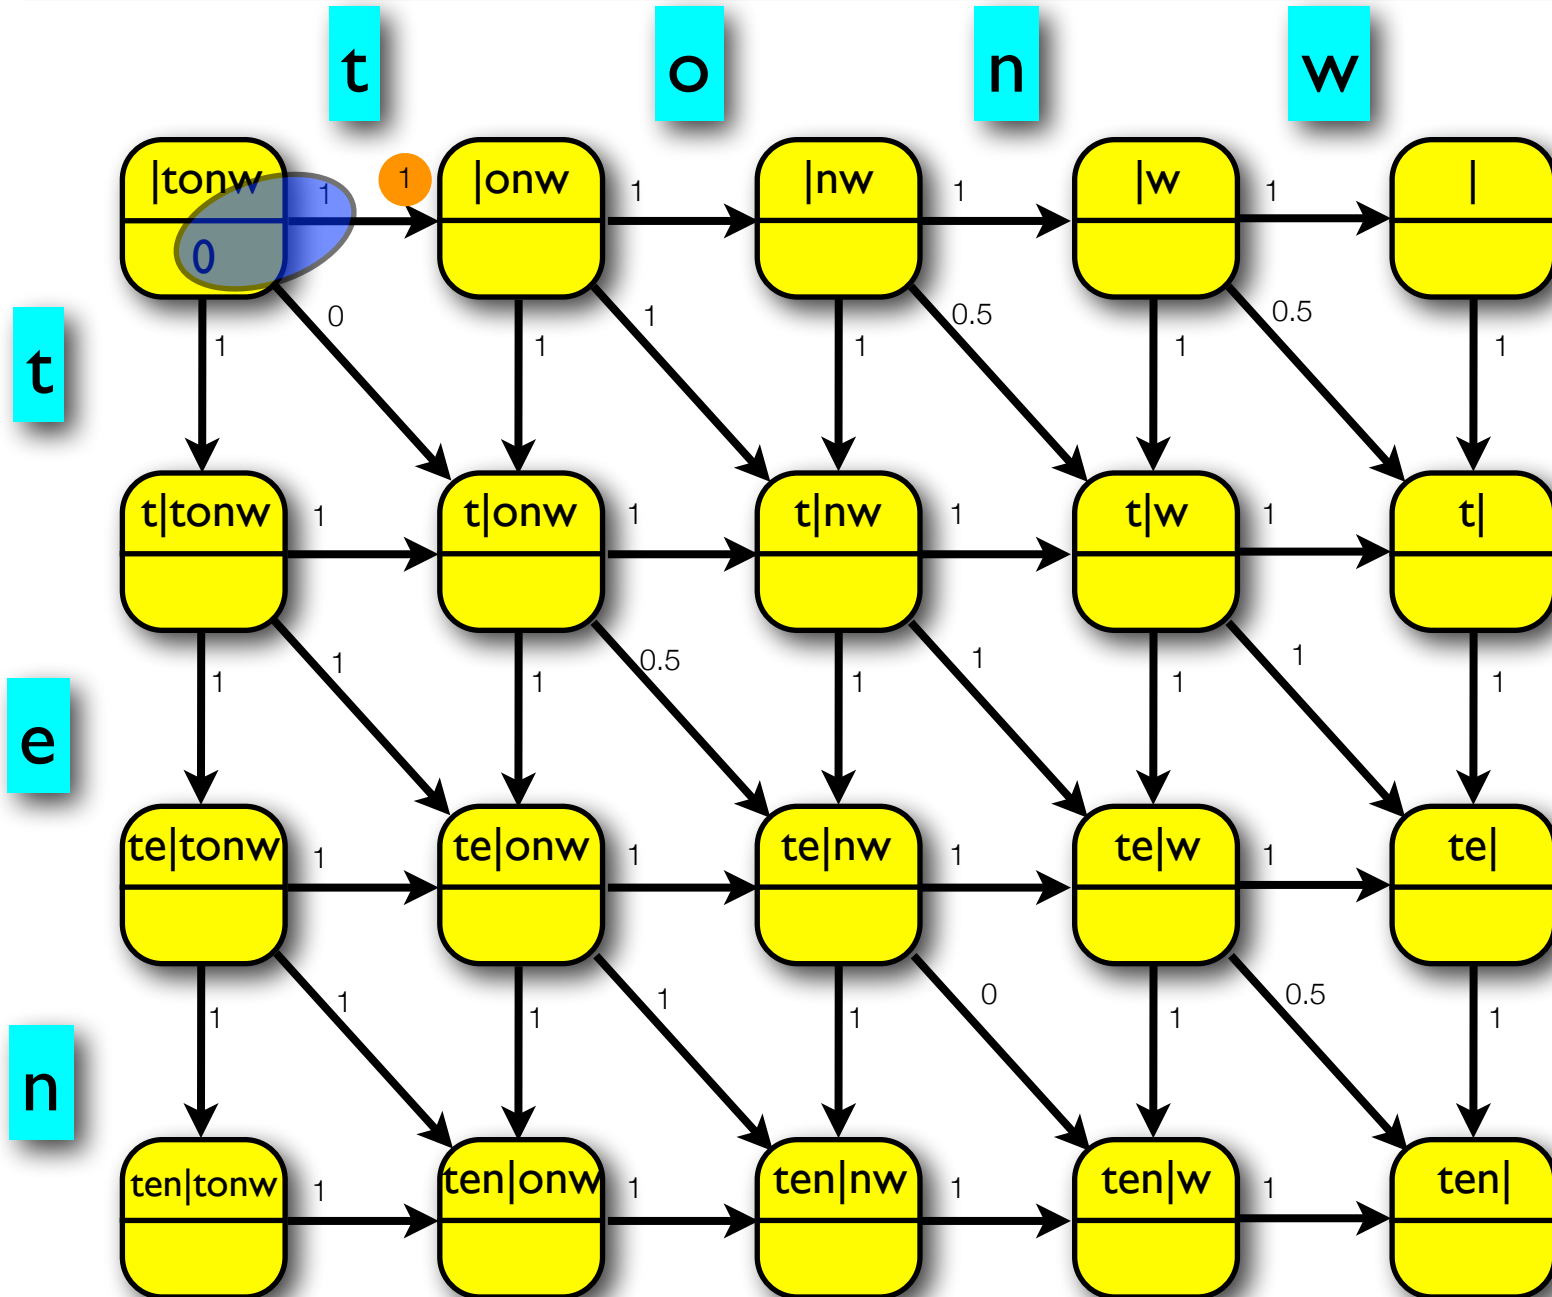 t o n w
|tonw 1 1 |onw 1 |nw 1 |w 1 |
0
1 0 1 1 1 0.5 1 0.5 1
t
t|tonw 1 t|onw 1 t|nw 1 t|w 1 t|
1 1 1 0.5 1 1 1 1 1
e
te|tonw 1 te|onw 1 te|nw 1 te|w 1 te|
1 1 1 1 1 0 1 0.5 1
n
ten|tonw 1 ten|onw 1 ten|nw 1 ten|w 1 ten|